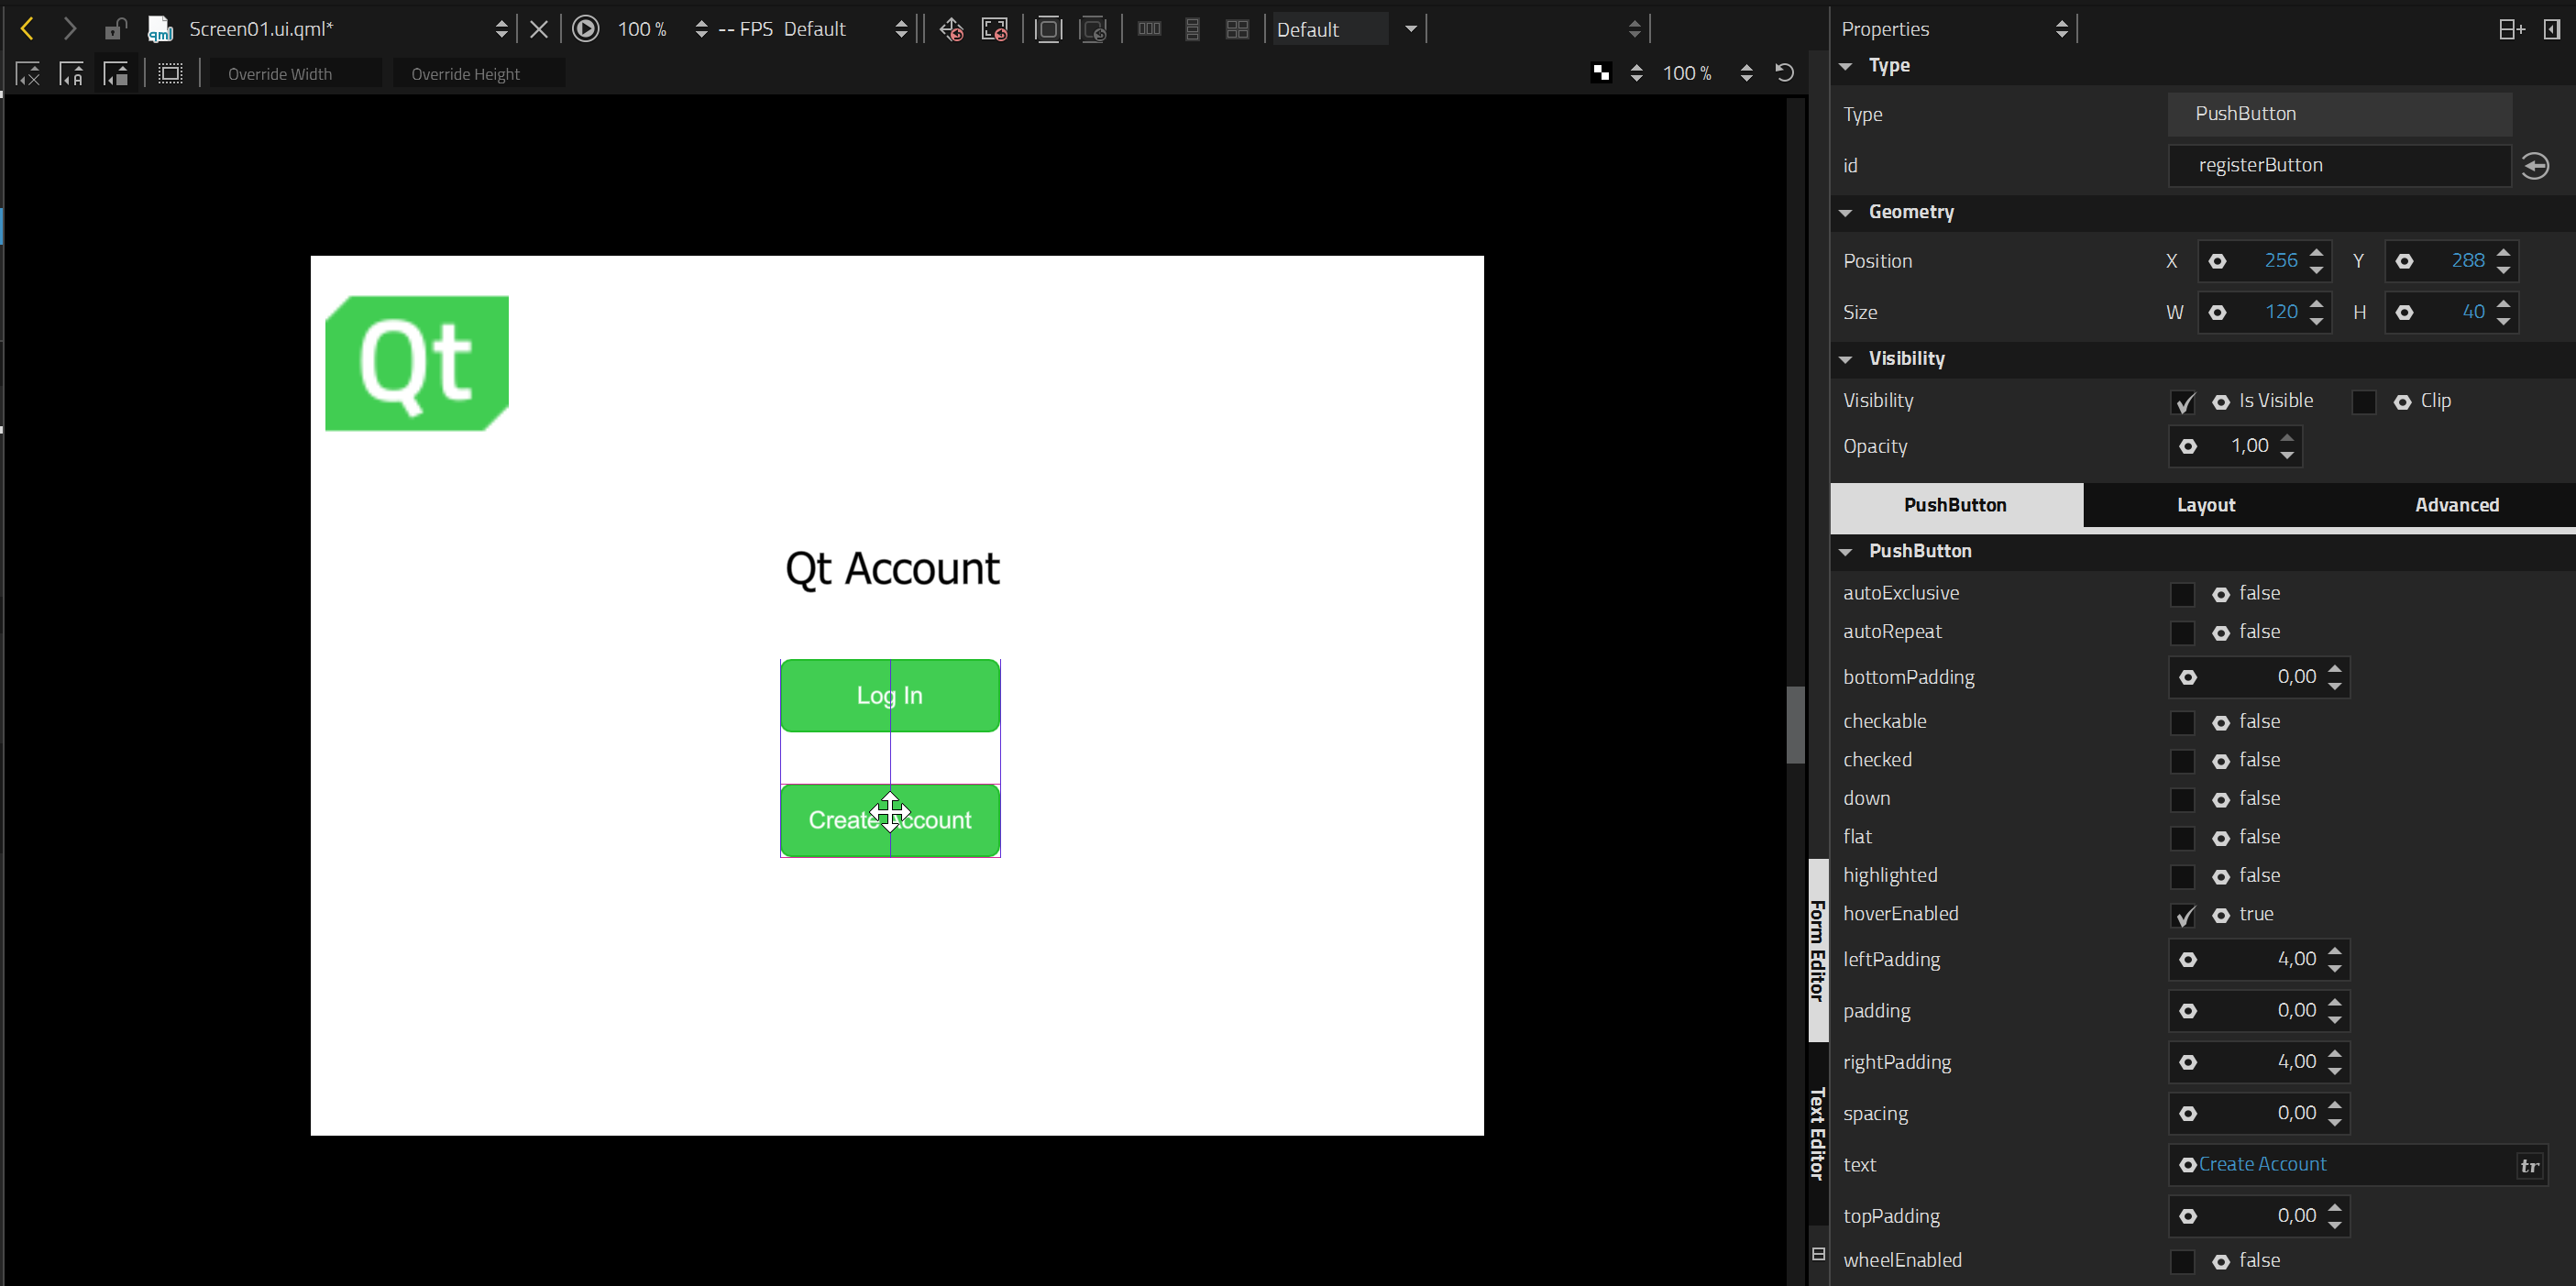 Screen01.ui.qml*
100 %
-- FPS
Default
Default
Override Width
Override Height
100 %
Qt
Qt Account
Log In
Form Editor
Text Editor
Properties
Type
Type
PushButton
id
registerButton
Geometry
Position
X 256 Y 288
Size
W 120 H 40
Visibility
Visibility
Is Visible
Clip
Opacity
1,00
PushButton Layout Advanced
PushButton
autoExclusive false
autoRepeat false
bottomPadding 0,00
checkable false
checked false
down false
flat false
highlighted false
hoverEnabled true
leftPadding 4,00
padding 0,00
rightPadding 4,00
spacing 0,00
text Create Account tr
topPadding 0,00
wheelEnabled false